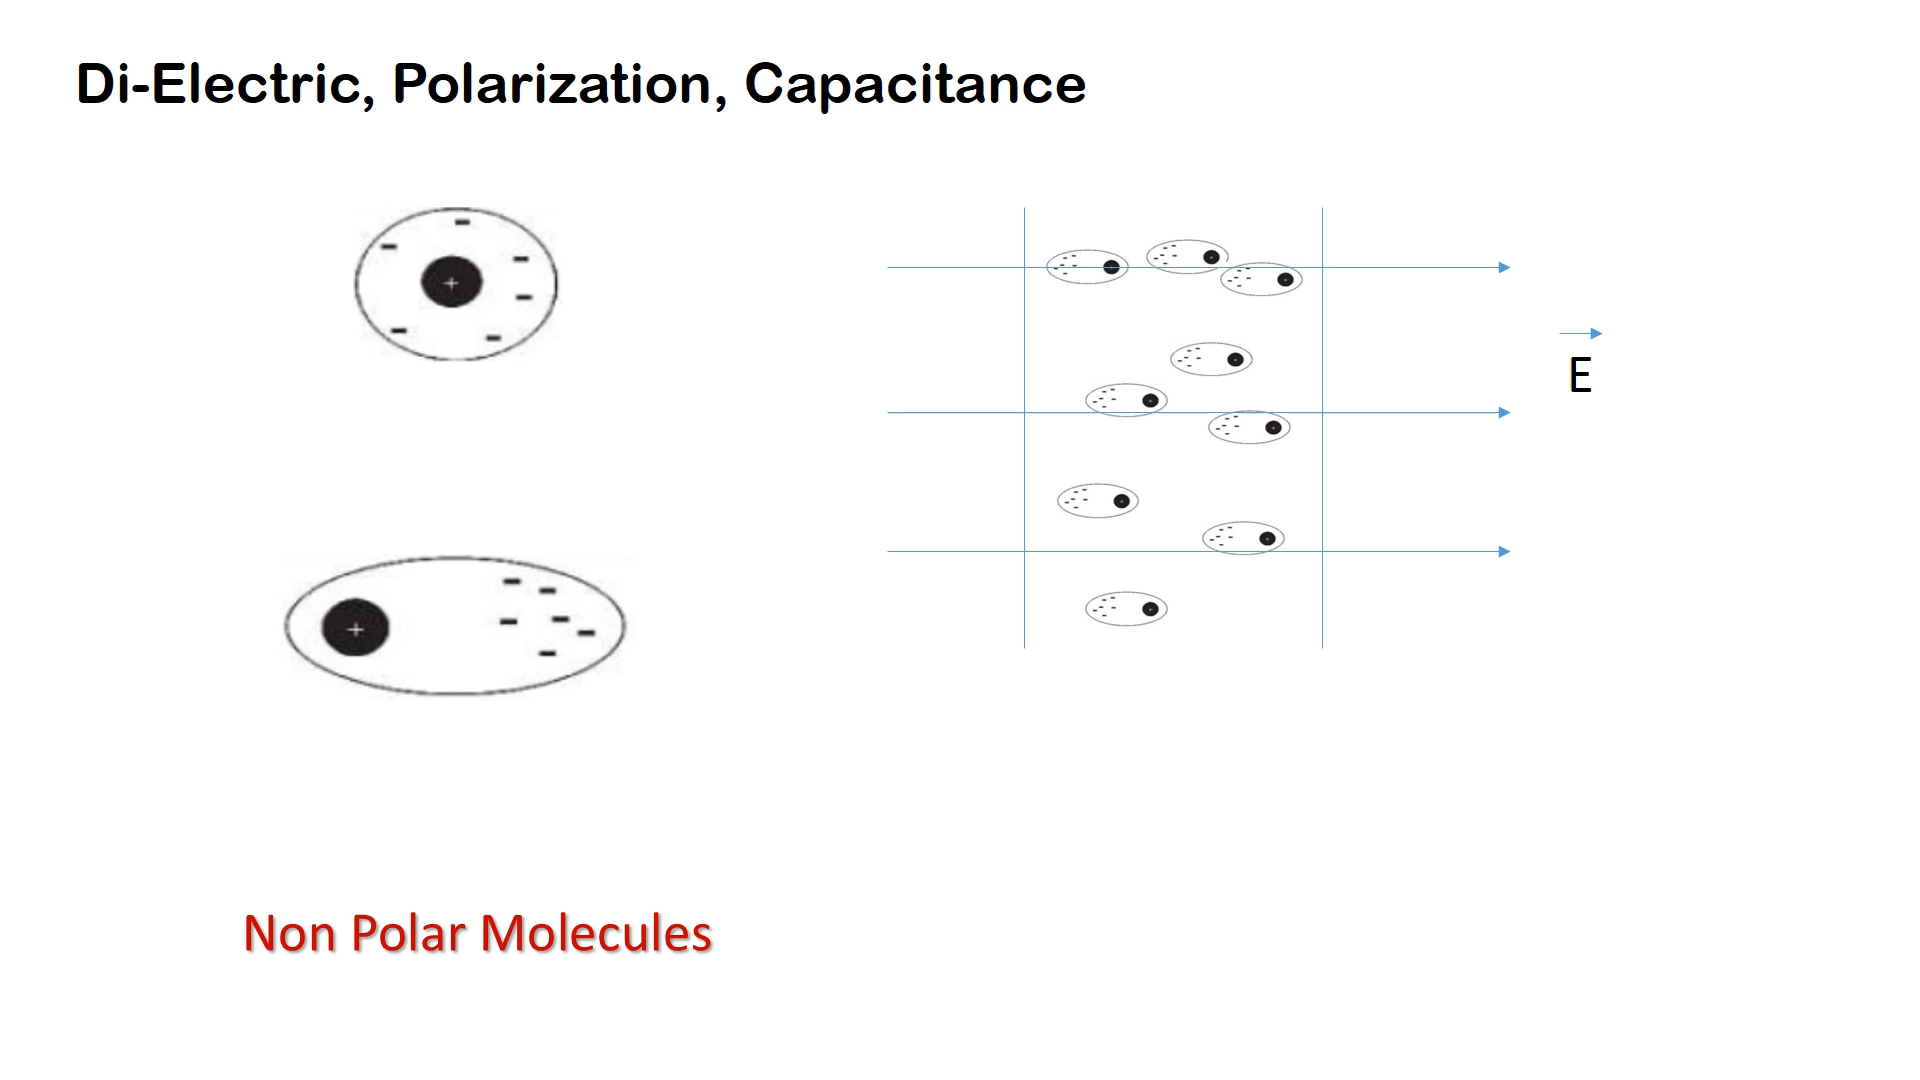 Di-Electric, Polarization, Capacitance
+
E
+
Non Polar Molecules